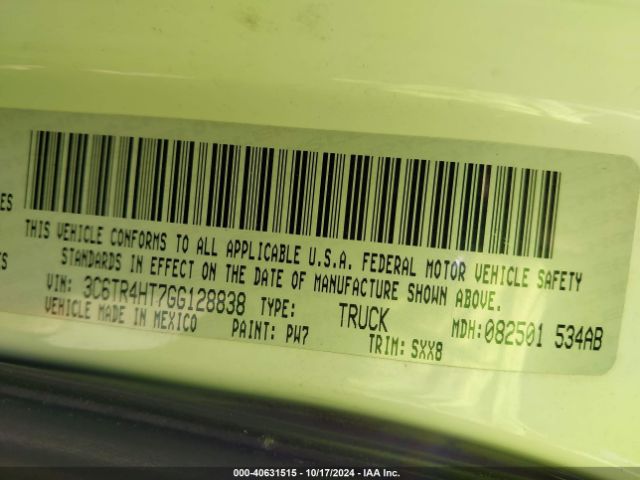 ES
THIS VEHICLE CONFORMS TO ALL APPLICABLE U.S.A. FEDERAL MOTOR VEHICLE SAFETY
STANDARDS IN EFFECT ON THE DATE OF MANUFACTURE SHOWN ABOVE.
TS
VIN: 3C6TR4HT7GG128838 TYPE: TRUCK MDH:082501 534AB
VEHICLE MADE IN MEXICO PAINT: PW7 TRIM: SXX8
000-40631515 - 10/17/2024 - IAA Inc.